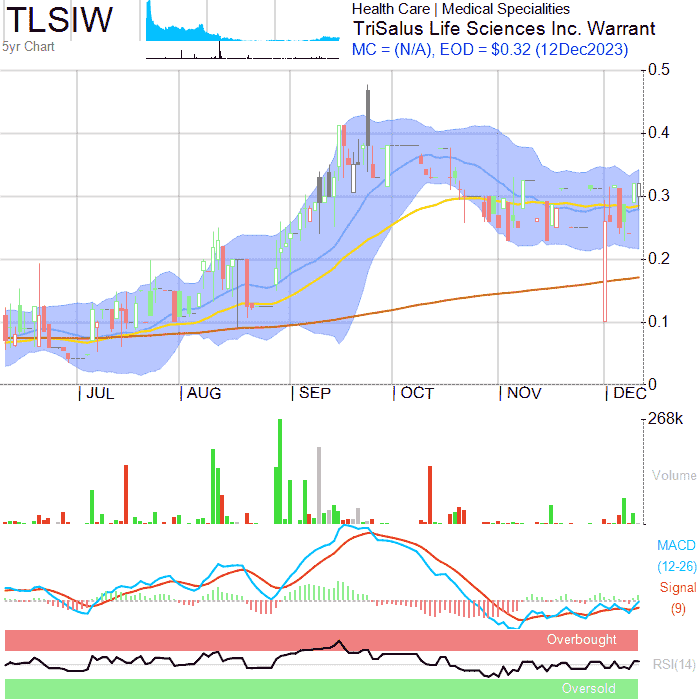 TLSIW
5yr Chart
Health Care | Medical Specialities
TriSalus Life Sciences Inc. Warrant
MC = (N/A), EOD = $0.32 (12Dec2023)
0.5
0.4
0.3
0.2
0.1
0
JUL AUG SEP OCT NOV DEC
268k
Volume
MACD
(12-26)
Signal
(9)
Overbought
RSI(14)
Oversold